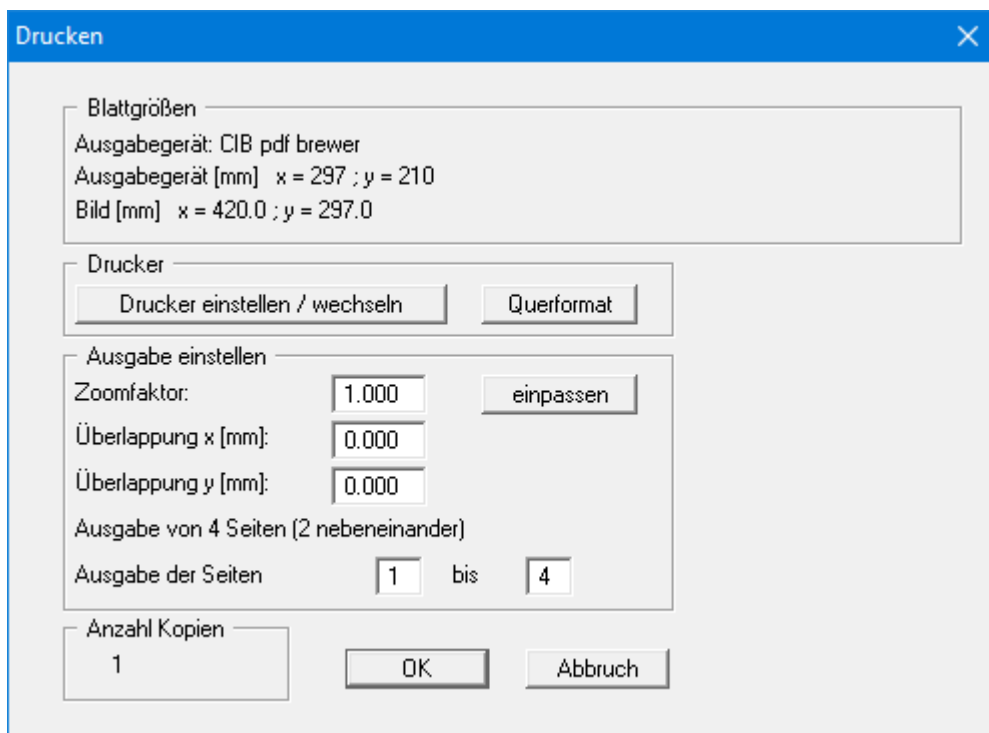 Drucken
Blattgrößen
Ausgabegerät: CIB pdf brewer
Ausgabegerät [mm] x = 297 ; y = 210
Bild [mm] x = 420.0 ; y = 297.0
Drucker
Drucker einstellen / wechseln Querformat
Ausgabe einstellen
Zoomfaktor: 1.000 einpassen
Überlappung x [mm]: 0.000
Überlappung y [mm]: 0.000
Ausgabe von 4 Seiten (2 nebeneinander)
Ausgabe der Seiten 1 bis 4
Anzahl Kopien
1
OK Abbruch